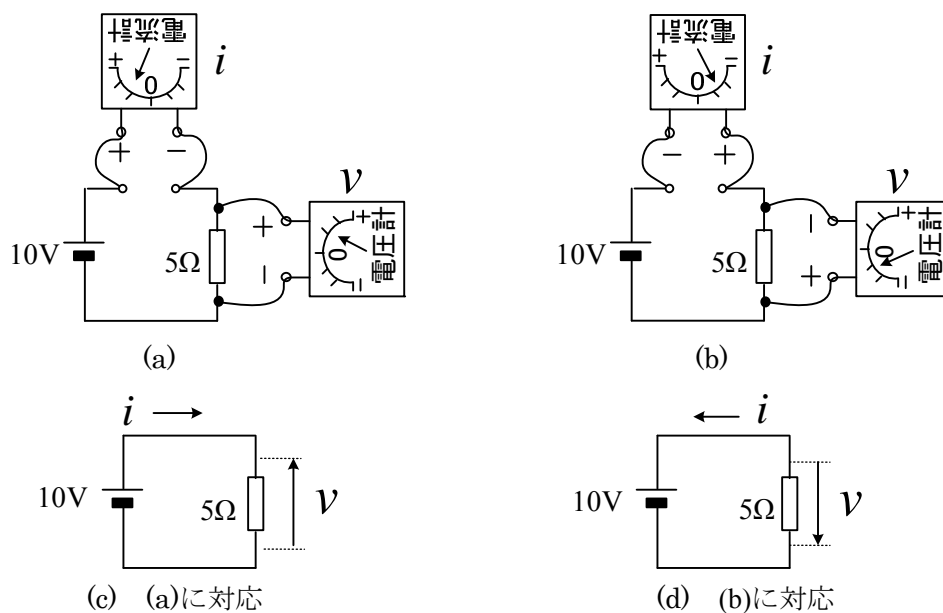 電流計
+ 0 −
i
+ −
v
10V
5Ω
+
−
電圧計
+ 0 −
(a)
電流計
+ 0 −
i
− +
v
10V
5Ω
−
+
電圧計
+ 0 −
(b)
i
10V
5Ω
v
(c) (a)に対応
i
10V
5Ω
v
(d) (b)に対応